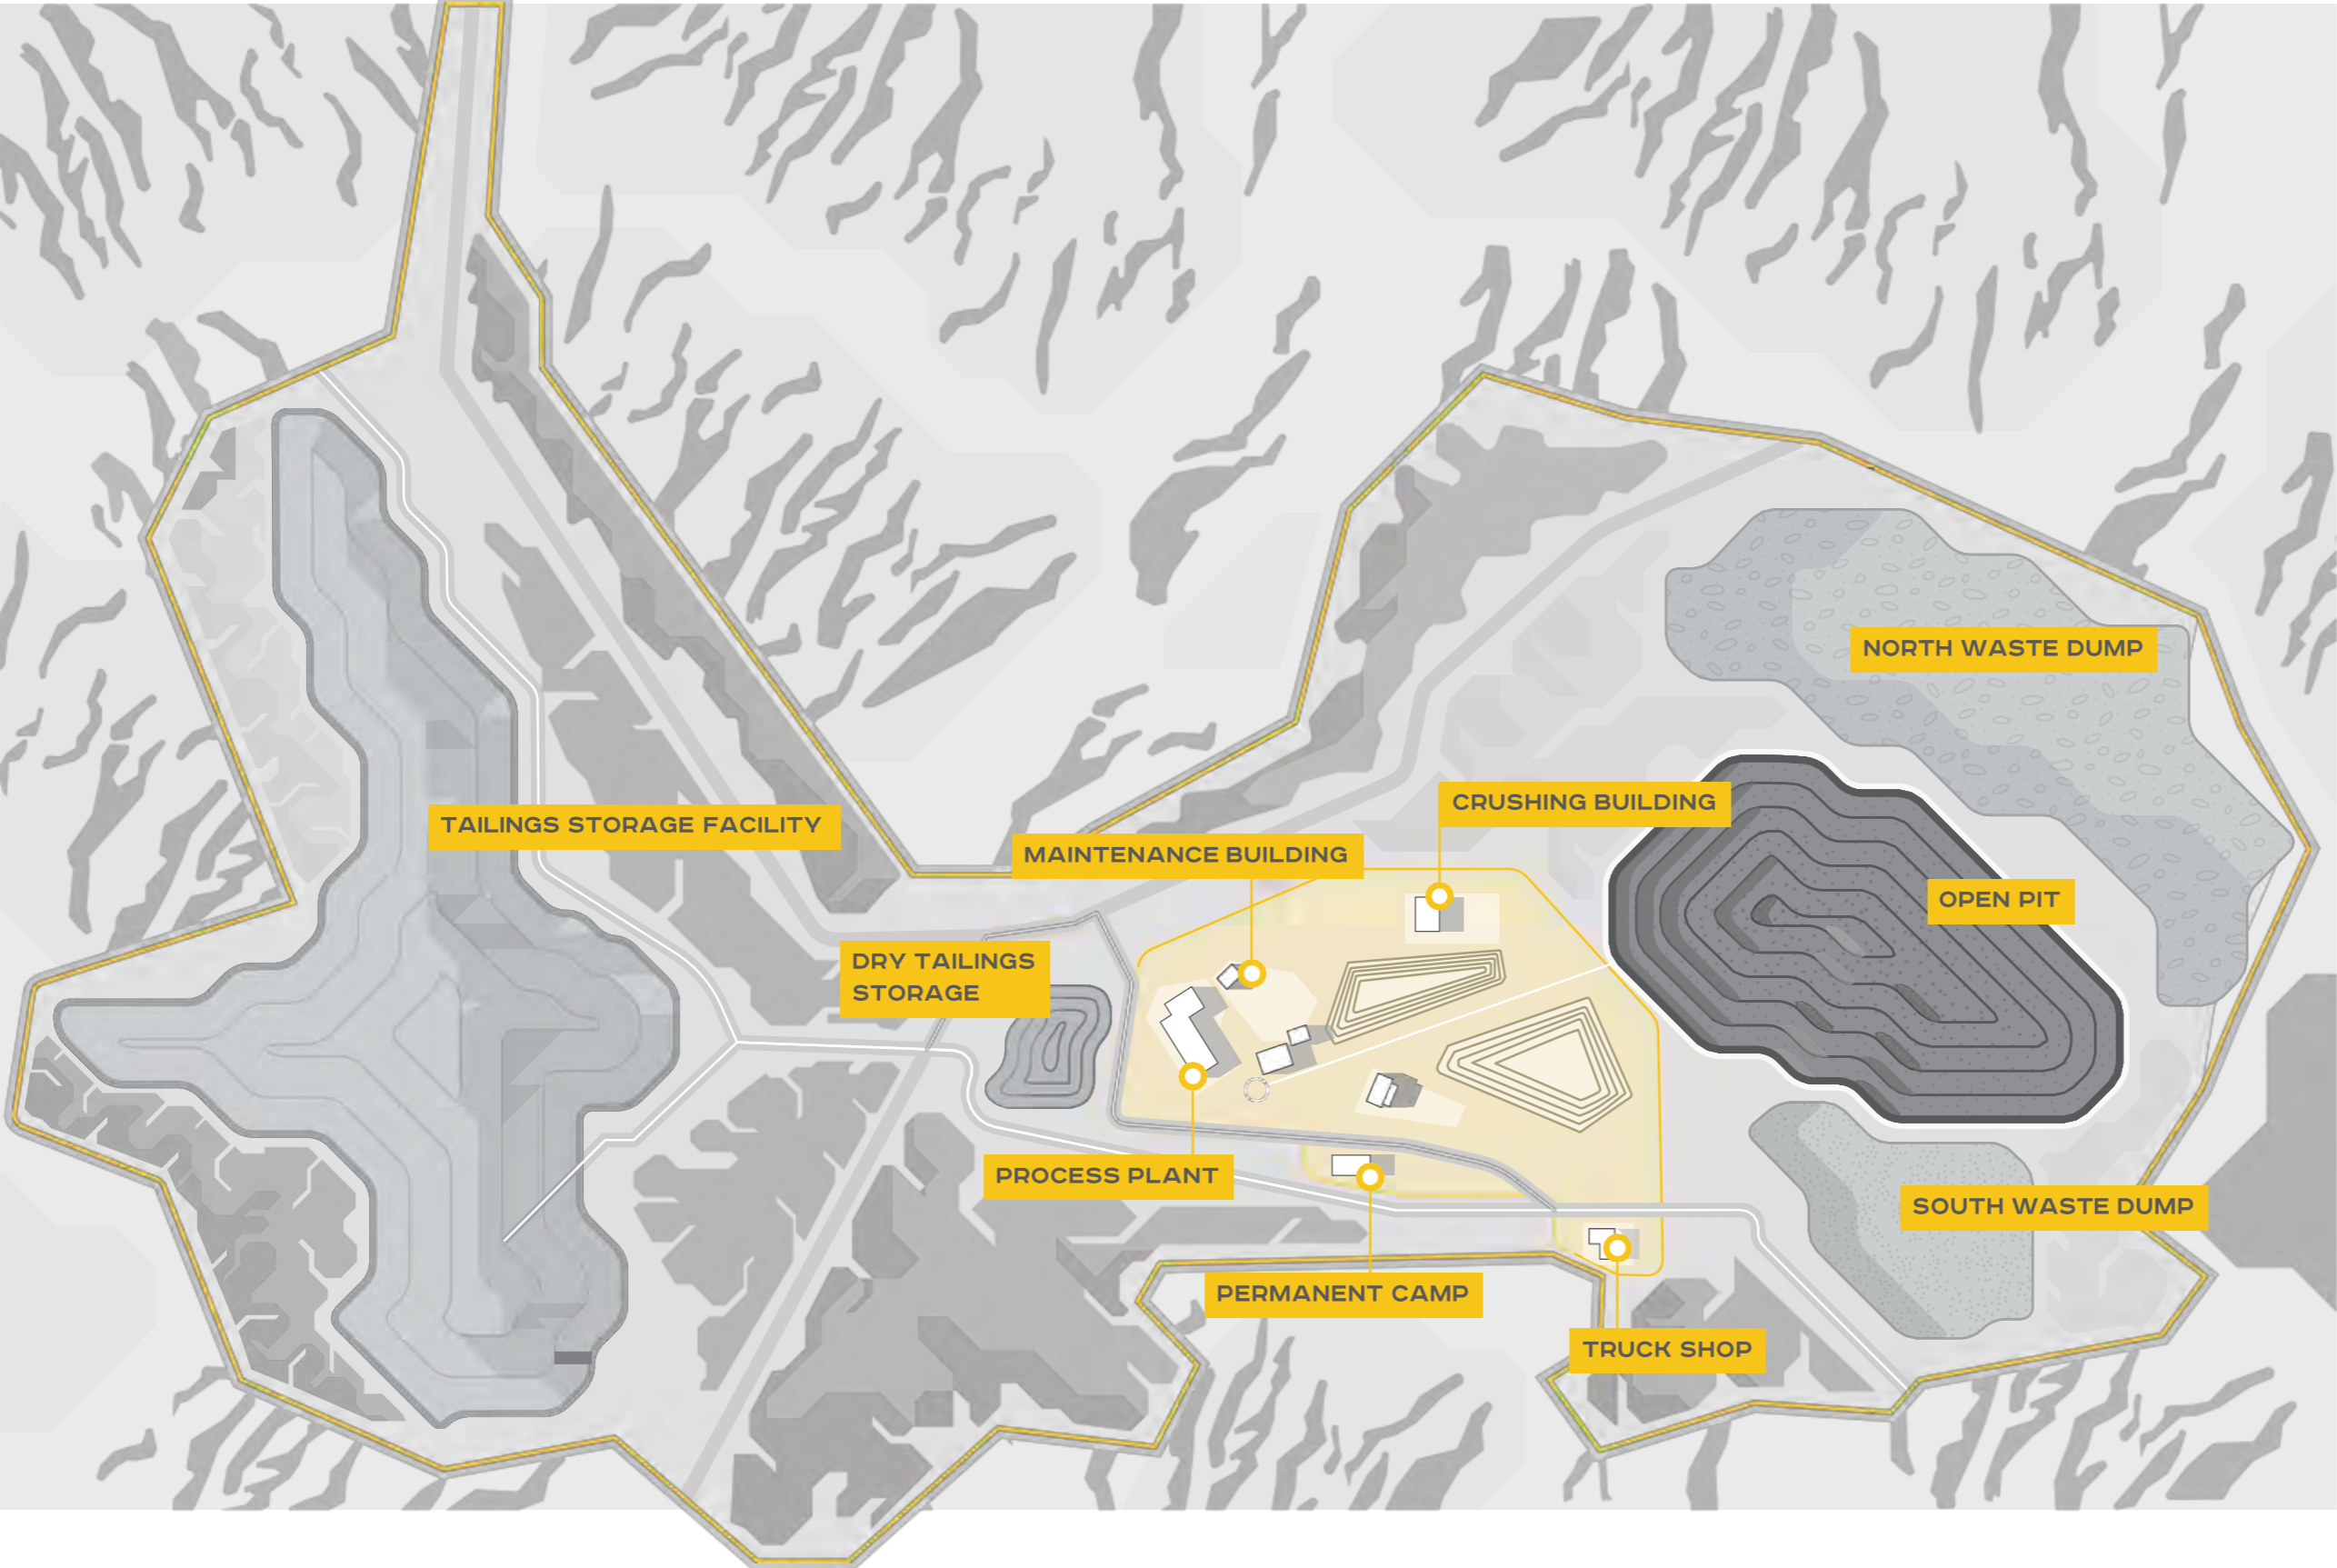 NORTH WASTE DUMP
CRUSHING BUILDING
TAILINGS STORAGE FACILITY
MAINTENANCE BUILDING
OPEN PIT
DRY TAILINGS
STORAGE
PROCESS PLANT
SOUTH WASTE DUMP
PERMANENT CAMP
TRUCK SHOP